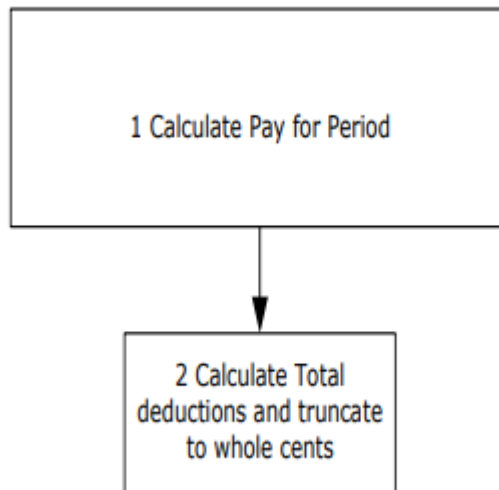 1 Calculate Pay for Period
2 Calculate Total
deductions and truncate
to whole cents